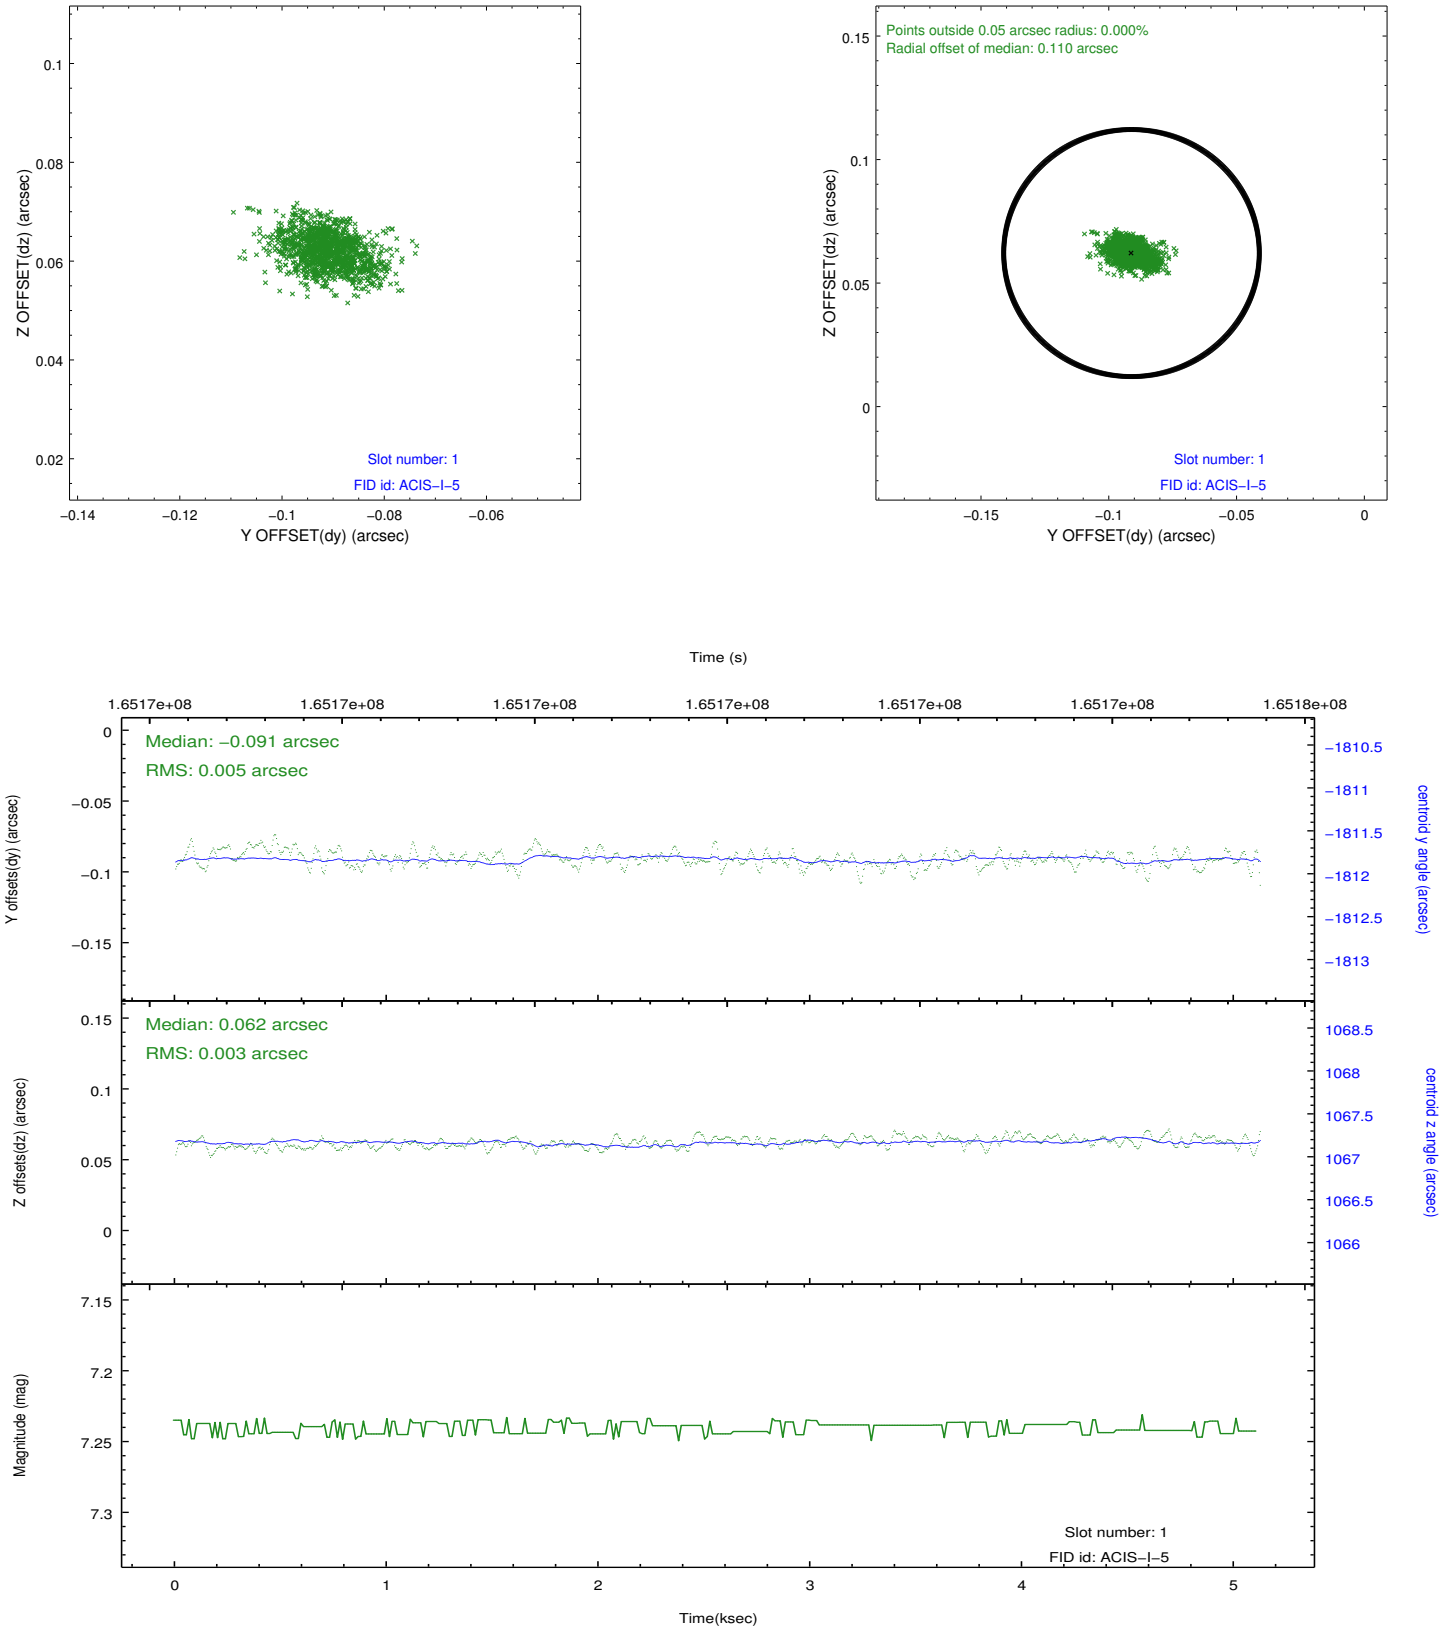 0.1
0.08
0.06
0.04
0.02
Z OFFSET(dz) (arcsec)
Slot number: 1
FID id: ACIS−I−5
−0.14
−0.12
−0.1
−0.08
−0.06
Y OFFSET(dy) (arcsec)
Points outside 0.05 arcsec radius: 0.000%
Radial offset of median: 0.110 arcsec
0.15
0.1
0.05
0
Z OFFSET(dz) (arcsec)
Slot number: 1
FID id: ACIS−I−5
−0.15
−0.1
−0.05
0
Y OFFSET(dy) (arcsec)
Time (s)
1.6517e+08
1.6517e+08
1.6517e+08
1.6517e+08
1.6517e+08
1.6517e+08
1.6518e+08
Median: −0.091 arcsec
RMS: 0.005 arcsec
0
−0.05
−0.1
−0.15
Y offsets(dy) (arcsec)
−1810.5
−1811
−1811.5
−1812
−1812.5
−1813
centroid y angle (arcsec)
Median: 0.062 arcsec
RMS: 0.003 arcsec
0.15
0.1
0.05
0
Z offsets(dz) (arcsec)
1068.5
1068
1067.5
1067
1066.5
1066
centroid z angle (arcsec)
7.15
7.2
7.25
7.3
Magnitude (mag)
Slot number: 1
FID id: ACIS−I−5
0
1
2
3
4
5
Time(ksec)